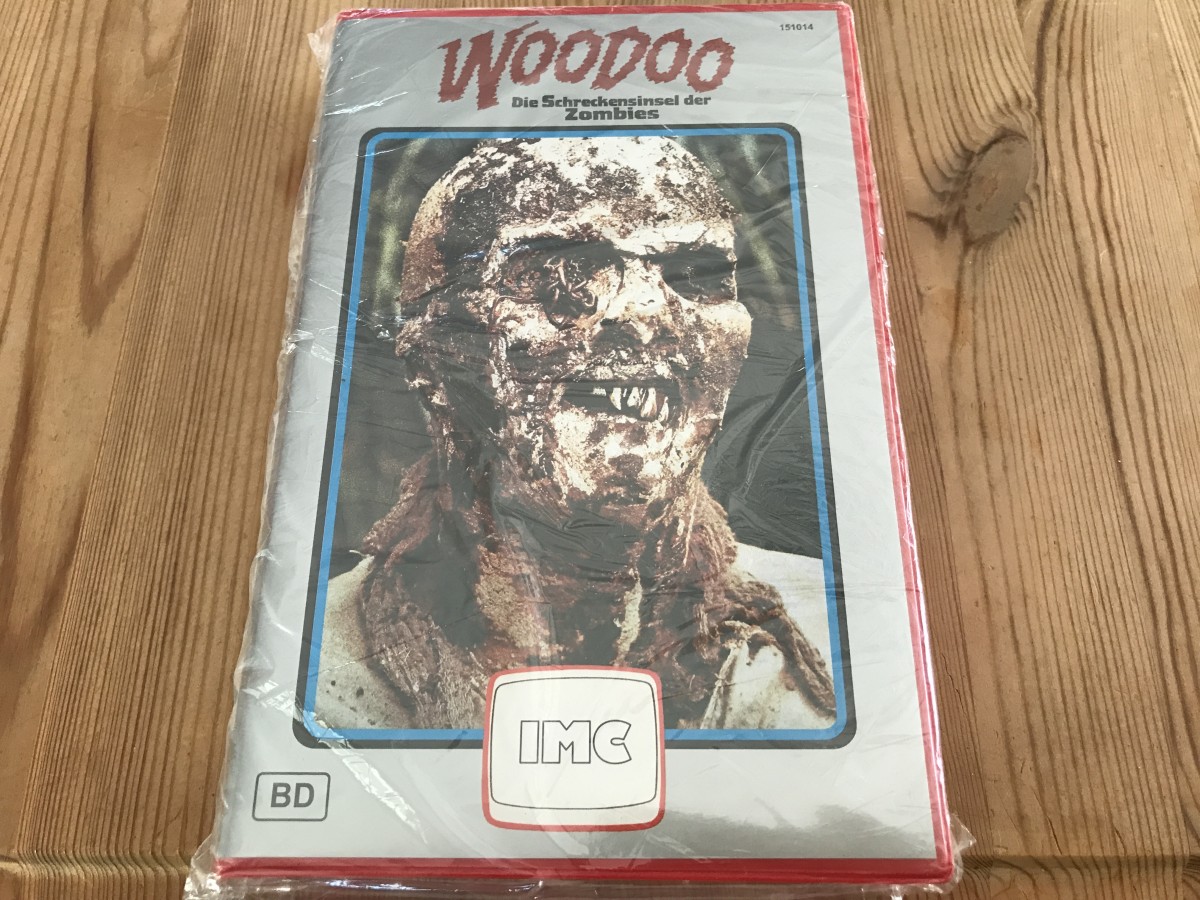 151014
WOODOO
Die Schreckensinsel der
Zombies
IMC
BD